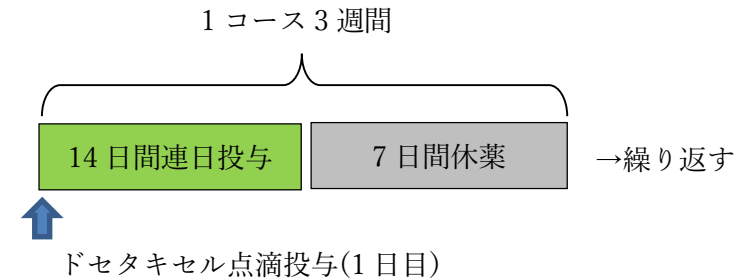 1 コース 3 週間
14 日間連日投与
7 日間休薬
→繰り返す
ドセタキセル点滴投与(1 日目)